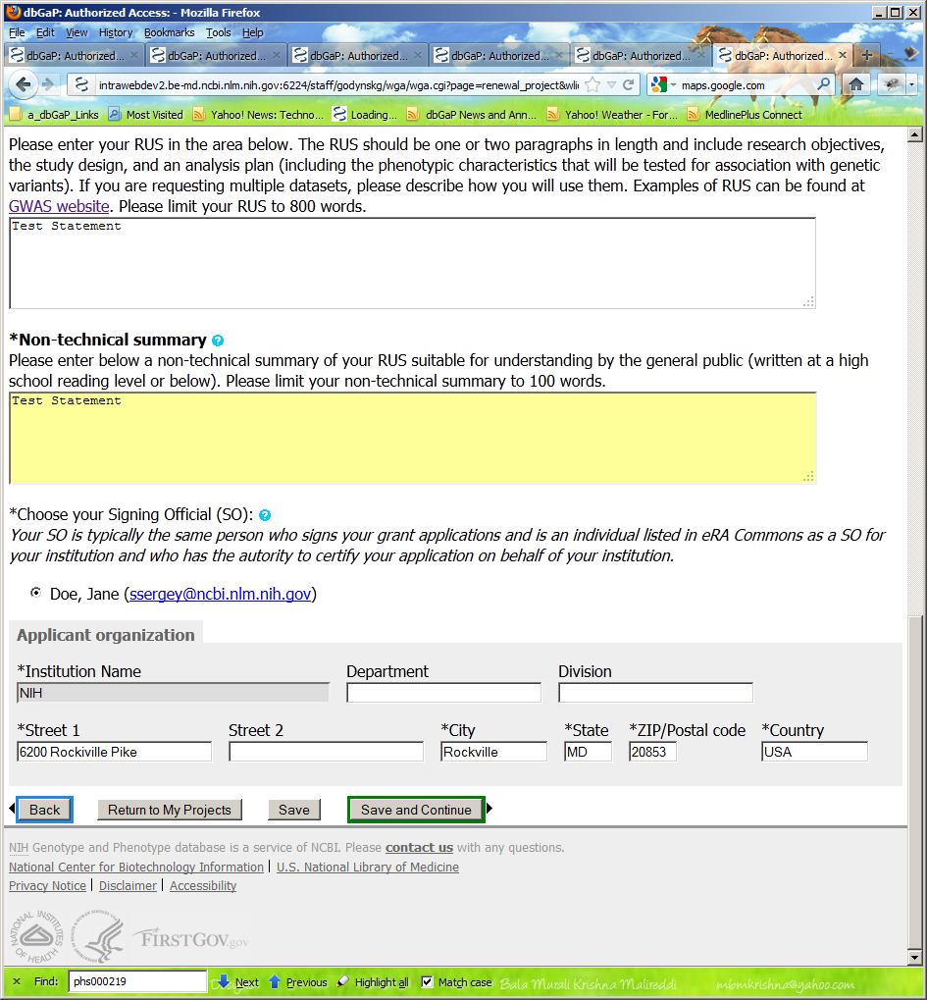 dbGaP: Authorized Access: - Mozilla Firefox
File Edit View History Bookmarks Tools Help
dbGaP: Authorized... dbGaP: Authorized... dbGaP: Authorized... dbGaP: Authorized... dbGaP: Authorized... dbGaP: Authorized...
intrawebdev2.be-md.ncbi.nlm.nih.gov:6224/staff/godynskg/wga/wga.cgi?page=renewal_project&wli maps.google.com
a_dbGaP_Links Most Visited Yahoo! News: Techno... Loading... dbGaP News and Ann... Yahoo! Weather - For... MedlinePlus Connect
Please enter your RUS in the area below. The RUS should be one or two paragraphs in length and include research objectives,
the study design, and an analysis plan (including the phenotypic characteristics that will be tested for association with genetic
variants). If you are requesting multiple datasets, please describe how you will use them. Examples of RUS can be found at
GWAS website. Please limit your RUS to 800 words.
Test Statement
*Non-technical summary ?
Please enter below a non-technical summary of your RUS suitable for understanding by the general public (written at a high
school reading level or below). Please limit your non-technical summary to 100 words.
Test Statement
*Choose your Signing Official (SO): ?
Your SO is typically the same person who signs your grant applications and is an individual listed in eRA Commons as a SO for
your institution and who has the autority to certify your application on behalf of your institution.
Doe, Jane (ssergey@ncbi.nlm.nih.gov)
Applicant organization
*Institution Name Department Division
NIH
*Street 1 Street 2 *City *State *ZIP/Postal code *Country
6200 Rockiville Pike Rockville MD 20853 USA
Back Return to My Projects Save Save and Continue
NIH Genotype and Phenotype database is a service of NCBI. Please contact us with any questions.
National Center for Biotechnology Information | U.S. National Library of Medicine
Privacy Notice | Disclaimer | Accessibility
NATIONAL INSTITUTES OF HEALTH FIRSTGOV.gov
× Find: phs000219 Next Previous Highlight all Match case Bala Murali Krishna Malireddi mbmkrishna@yahoo.com